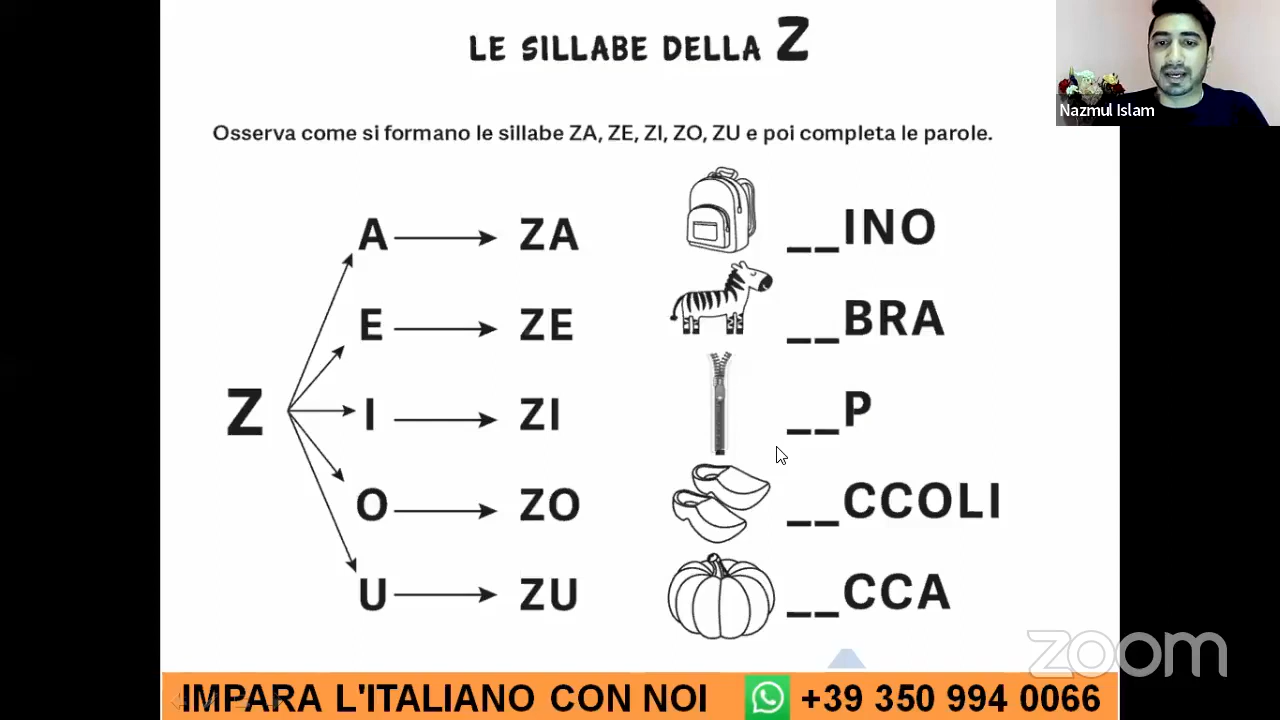 LE SILLABE DELLA Z
Nazmul Islam
Osserva come si formano le sillabe ZA, ZE, ZI, ZO, ZU e poi completa le parole.
A ZA __INO
E ZE __BRA
Z I ZI __P
O ZO __CCOLI
U ZU __CCA
zoom
IMPARA L'ITALIANO CON NOI +39 350 994 0066